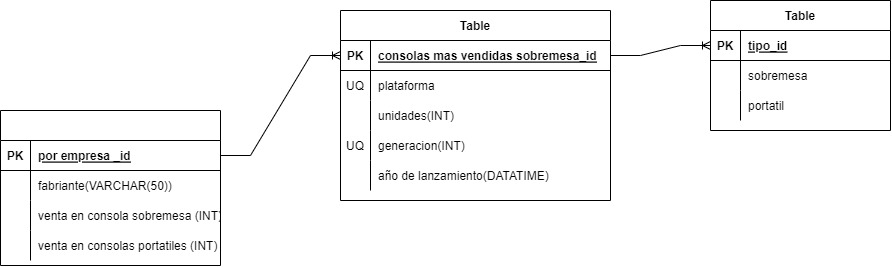 Table
PK consolas mas vendidas sobremesa_id
UQ plataforma
unidades(INT)
UQ generacion(INT)
año de lanzamiento(DATATIME)
Table
PK tipo_id
sobremesa
portatil
PK por empresa _id
fabriante(VARCHAR(50))
venta en consola sobremesa (INT)
venta en consolas portatiles (INT)